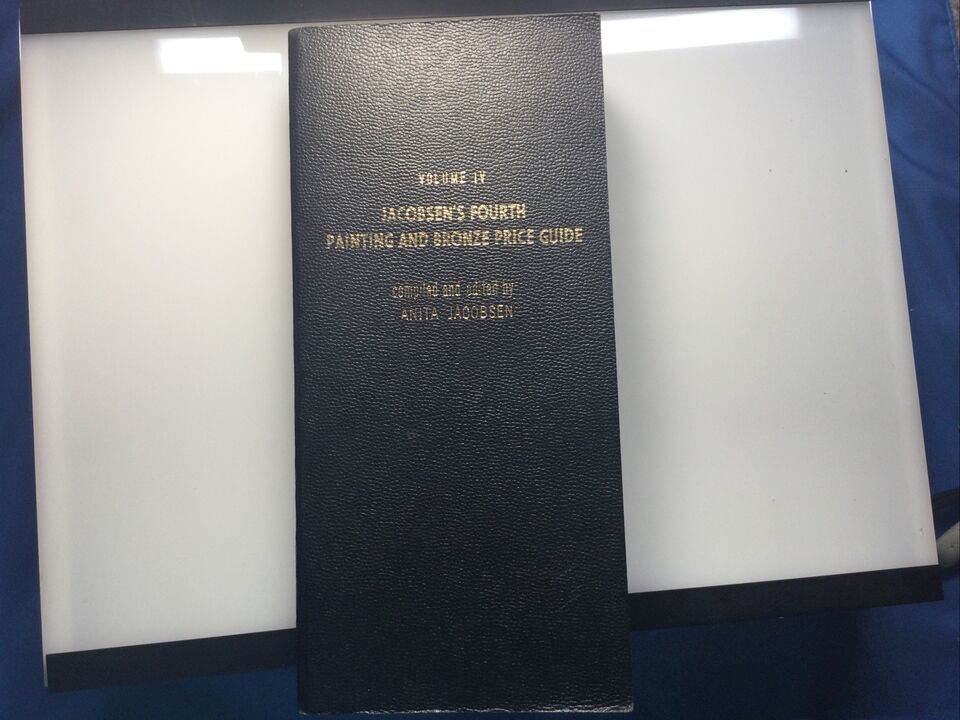 VOLUME IV
JACOBSEN'S FOURTH
PAINTING AND BRONZE PRICE GUIDE
compiled and edited by
ANITA JACOBSEN